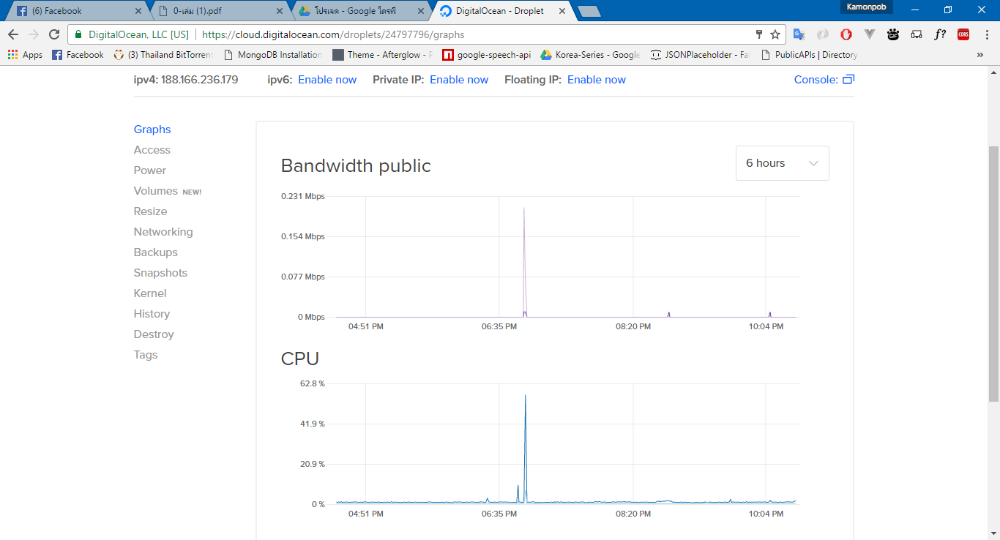 (6) Facebook
0-เล่ม (1).pdf
โปรเจค - Google ไดรฟ์
DigitalOcean - Droplet
Kamonpob
DigitalOcean, LLC [US] https://cloud.digitalocean.com/droplets/24797796/graphs
GIF f? CORS
Apps Facebook (3) Thailand BitTorrent MongoDB Installation Theme - Afterglow - google-speech-api Korea-Series - Google JSONPlaceholder - PublicAPIs | Directory »
ipv4: 188.166.236.179 ipv6: Enable now Private IP: Enable now Floating IP: Enable now Console:
Graphs
Access
Power
Volumes NEW!
Resize
Networking
Backups
Snapshots
Kernel
History
Destroy
Tags
Bandwidth public
6 hours
0.231 Mbps
0.154 Mbps
0.077 Mbps
0 Mbps
04:51 PM 06:35 PM 08:20 PM 10:04 PM
CPU
62.8 %
41.9 %
20.9 %
0 %
04:51 PM 06:35 PM 08:20 PM 10:04 PM